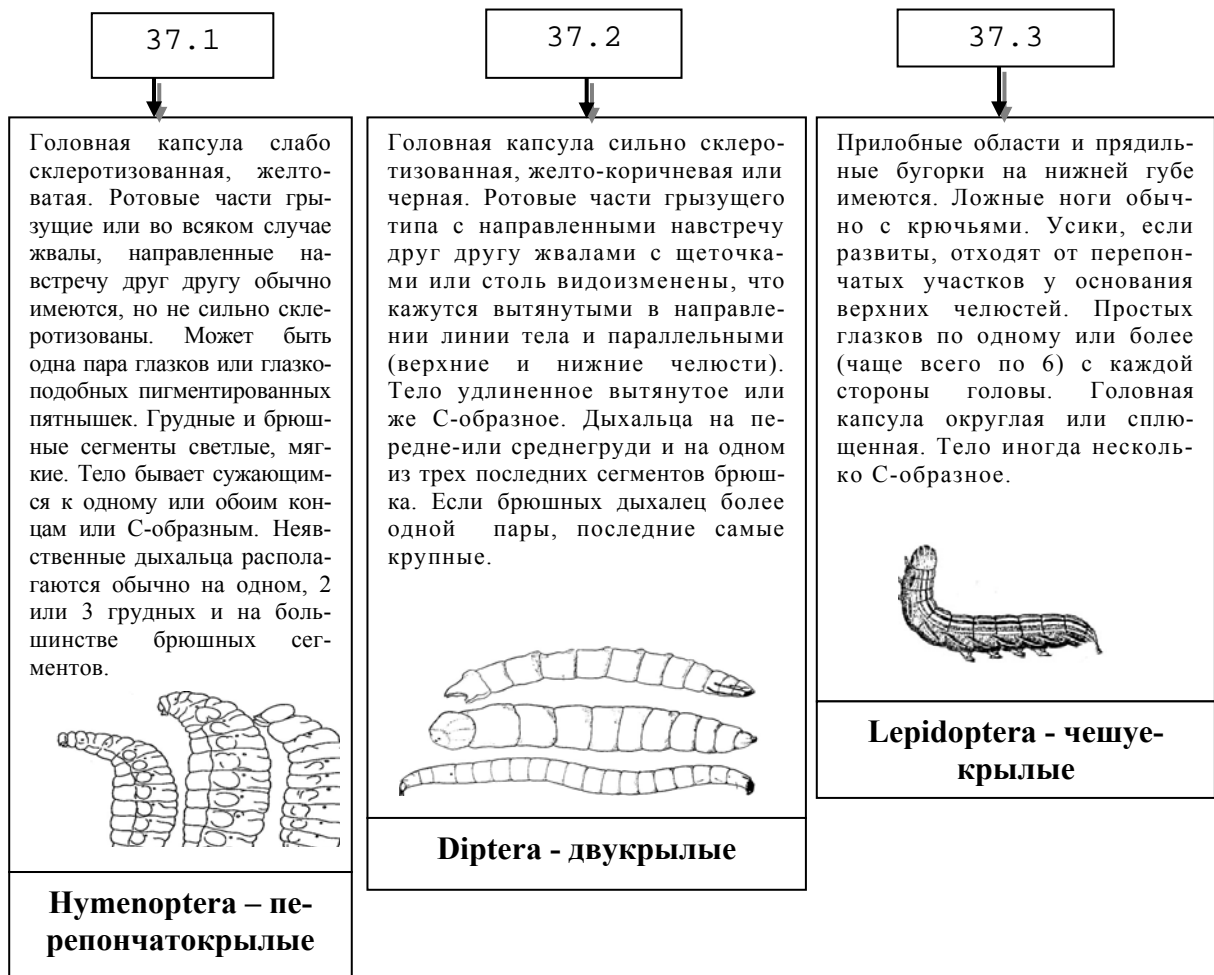 37.1
Головная капсула слабо
склеротизованная, желто-
ватая. Ротовые части гры-
зущие или во всяком случае
жвалы, направленные на-
встречу друг другу обычно
имеются, но не сильно скле-
ротизованы. Может быть
одна пара глазков или глазко-
подобных пигментированных
пятнышек. Грудные и брюш-
ные сегменты светлые, мяг-
кие. Тело бывает сужающим-
ся к одному или обоим кон-
цам или С-образным. Неяв-
ственные дыхальца распола-
гаются обычно на одном, 2
или 3 грудных и на боль-
шинстве брюшных сег-
ментов.
Hymenoptera – пе-
репончатокрылые
37.2
Головная капсула сильно склеро-
тизованная, желто-коричневая или
черная. Ротовые части грызущего
типа с направленными навстречу
друг другу жвалами с щеточка-
ми или столь видоизменены, что
кажутся вытянутыми в направле-
нии линии тела и параллельными
(верхние и нижние челюсти).
Тело удлиненное вытянутое или
же С-образное. Дыхальца на пе-
редне-или среднегруди и на одном
из трех последних сегментов брюш-
ка. Если брюшных дыхалец более
одной пары, последние самые
крупные.
Diptera - двукрылые
37.3
Прилобные области и прядиль-
ные бугорки на нижней губе
имеются. Ложные ноги обыч-
но с крючьями. Усики, если
развиты, отходят от перепон-
чатых участков у основания
верхних челюстей. Простых
глазков по одному или более
(чаще всего по 6) с каждой
стороны головы. Головная
капсула округлая или сплю-
щенная. Тело иногда несколь-
ко С-образное.
Lepidoptera - чешуе-
крылые